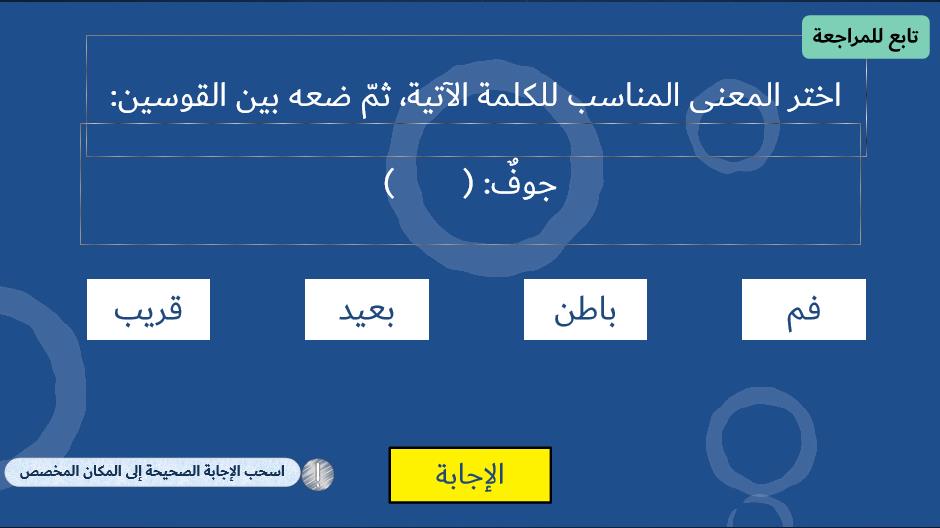 تابع للمراجعة
اختر المعنى المناسب للكلمة الآتية، ثمّ ضعه بين القوسين:
جوفٌ: (        )
فم
باطن
بعيد
قريب
الإجابة
اسحب الإجابة الصحيحة إلى المكان المخصص